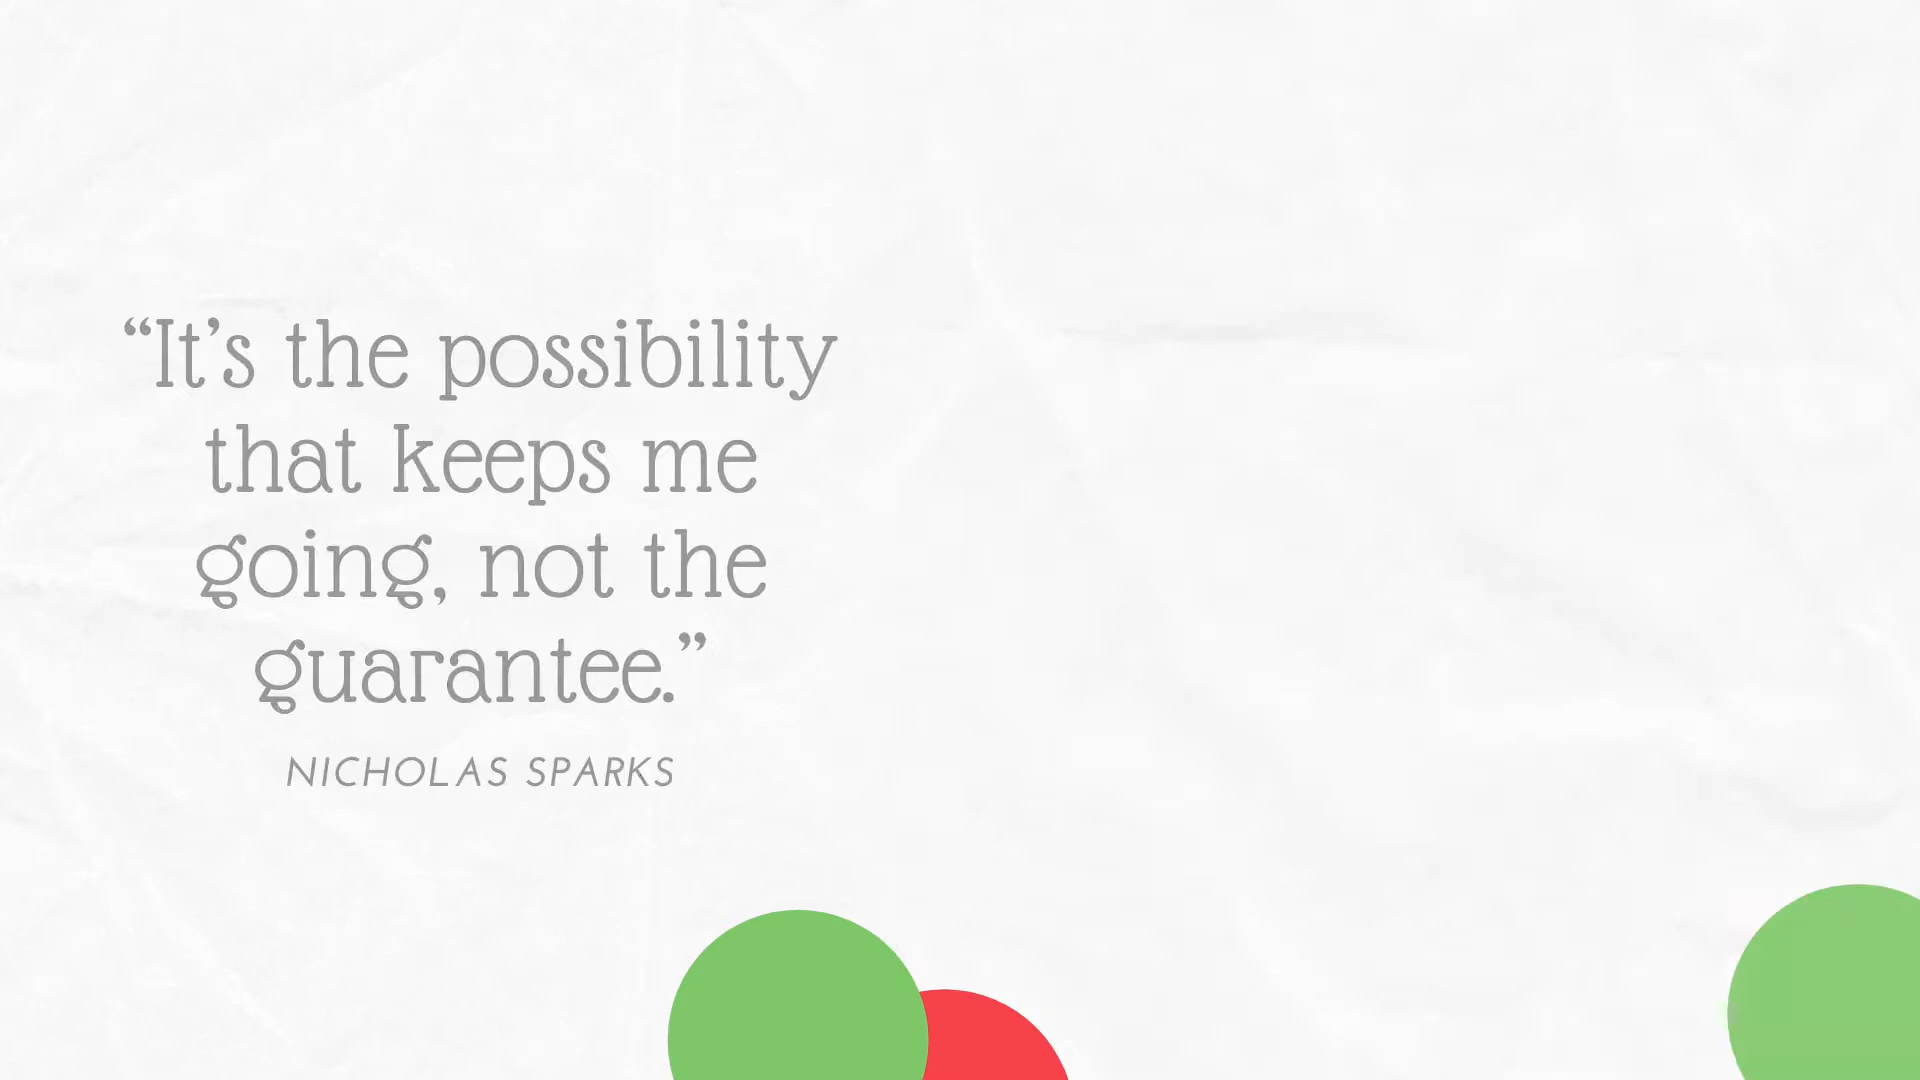 “It’s the possibility
that keeps me
going, not the
guarantee.”
NICHOLAS SPARKS